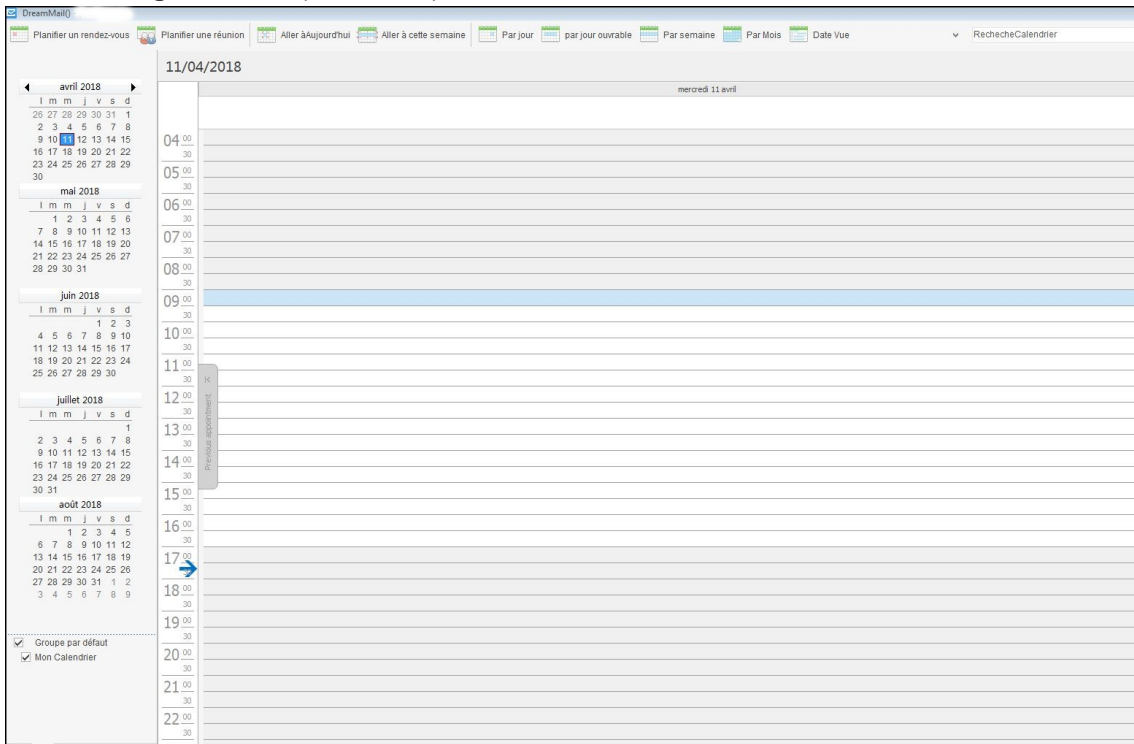 DreamMail()
Planifier un rendez-vous Planifier une réunion Aller àAujourd'hui Aller à cette semaine Par jour par jour ouvrable Par semaine Par Mois Date Vue RechecheCalendrier
11/04/2018
mercredi 11 avril
avril 2018
l m m j v s d
26 27 28 29 30 31 1
2 3 4 5 6 7 8
9 10 11 12 13 14 15
16 17 18 19 20 21 22
23 24 25 26 27 28 29
30
mai 2018
l m m j v s d
1 2 3 4 5 6
7 8 9 10 11 12 13
14 15 16 17 18 19 20
21 22 23 24 25 26 27
28 29 30 31
juin 2018
l m m j v s d
1 2 3
4 5 6 7 8 9 10
11 12 13 14 15 16 17
18 19 20 21 22 23 24
25 26 27 28 29 30
juillet 2018
l m m j v s d
1
2 3 4 5 6 7 8
9 10 11 12 13 14 15
16 17 18 19 20 21 22
23 24 25 26 27 28 29
30 31
août 2018
l m m j v s d
1 2 3 4 5
6 7 8 9 10 11 12
13 14 15 16 17 18 19
20 21 22 23 24 25 26
27 28 29 30 31 1 2
3 4 5 6 7 8 9
Groupe par défaut
Mon Calendrier
04 00
30
05 00
30
06 00
30
07 00
30
08 00
30
09 00
30
10 00
30
11 00
30
12 00
30
13 00
30
14 00
30
15 00
30
16 00
30
17 00
18 00
30
19 00
30
20 00
30
21 00
30
22 00
30
Previous appointment